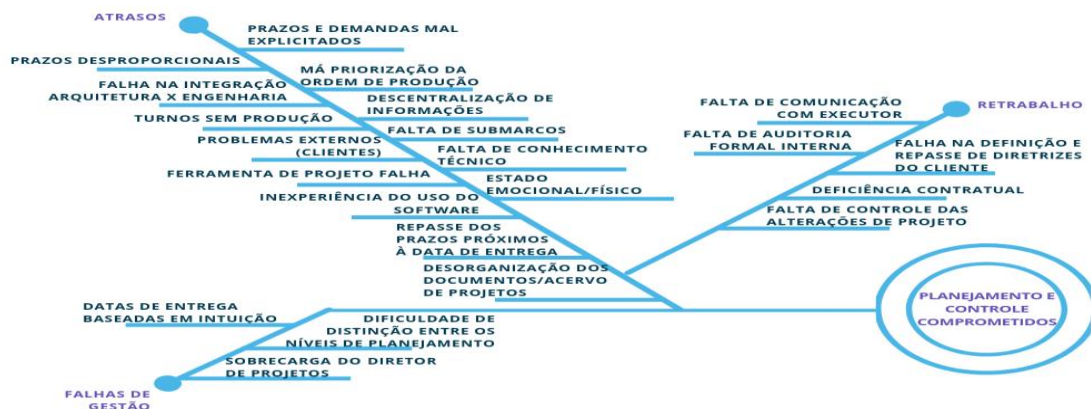 ATRASOS
PRAZOS E DEMANDAS MAL
EXPLICITADOS
PRAZOS DESPROPORCIONAIS
MÁ PRIORIZAÇÃO DA
ORDEM DE PRODUÇÃO
FALHA NA INTEGRAÇÃO
ARQUITETURA X ENGENHARIA
DESCENTRALIZAÇÃO DE
INFORMAÇÕES
TURNOS SEM PRODUÇÃO
FALTA DE SUBMARCOS
PROBLEMAS EXTERNOS
(CLIENTES)
FALTA DE CONHECIMENTO
TÉCNICO
FERRAMENTA DE PROJETO FALHA
ESTADO
EMOCIONAL/FÍSICO
INEXPERIÊNCIA DO USO DO
SOFTWARE
REPASSE DOS
PRAZOS PRÓXIMOS
À DATA DE ENTREGA
DESORGANIZAÇÃO DOS
DOCUMENTOS/ACERVO
DE PROJETOS
RETRABALHO
FALTA DE COMUNICAÇÃO
COM EXECUTOR
FALTA DE AUDITORIA
FORMAL INTERNA
FALHA NA DEFINIÇÃO E
REPASSE DE DIRETRIZES
DO CLIENTE
DEFICIÊNCIA CONTRATUAL
FALTA DE CONTROLE DAS
ALTERAÇÕES DE PROJETO
PLANEJAMENTO E
CONTROLE
COMPROMETIDOS
DATAS DE ENTREGA
BASEADAS EM INTUIÇÃO
DIFICULDADE DE
DISTINÇÃO ENTRE OS
NÍVEIS DE PLANEJAMENTO
SOBRECARGA DO DIRETOR
DE PROJETOS
FALHAS DE
GESTÃO